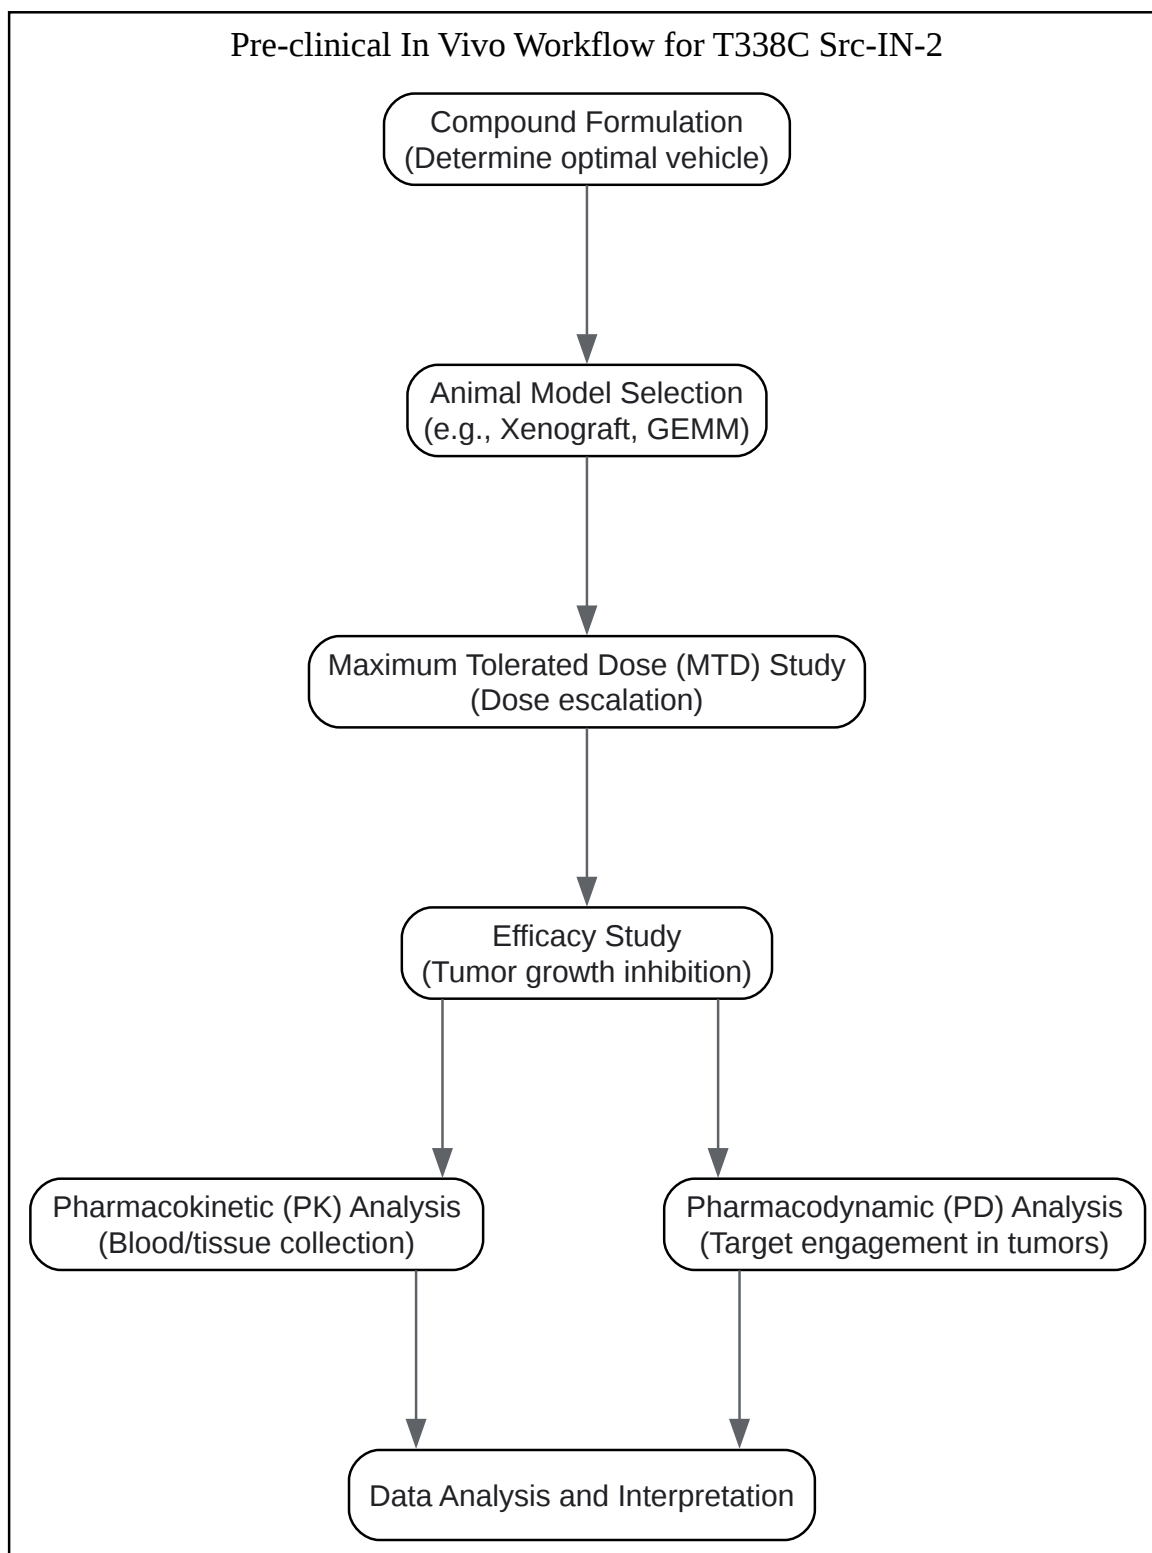 Pre-clinical In Vivo Workflow for T338C Src-IN-2
Compound Formulation
(Determine optimal vehicle)
Animal Model Selection
(e.g., Xenograft, GEMM)
Maximum Tolerated Dose (MTD) Study
(Dose escalation)
Efficacy Study
(Tumor growth inhibition)
Pharmacokinetic (PK) Analysis
(Blood/tissue collection)
Pharmacodynamic (PD) Analysis
(Target engagement in tumors)
Data Analysis and Interpretation